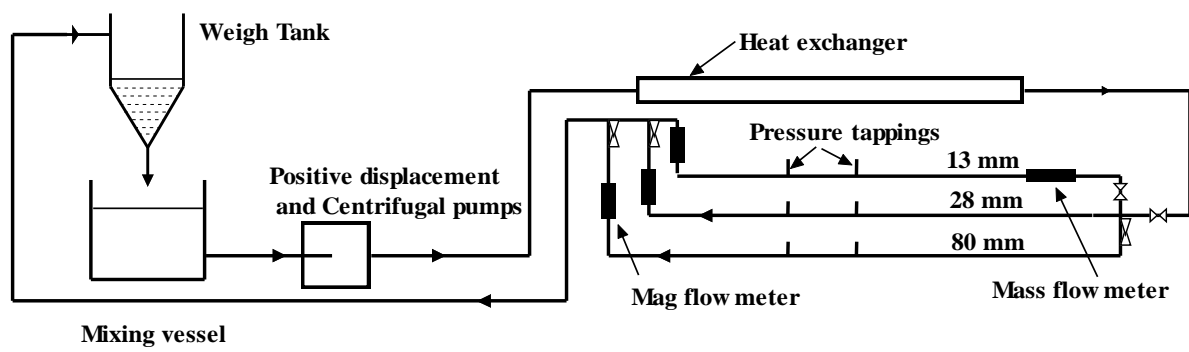 Weigh Tank
Heat exchanger
Pressure tappings
13 mm
Positive displacement
and Centrifugal pumps
28 mm
80 mm
Mag flow meter
Mass flow meter
Mixing vessel